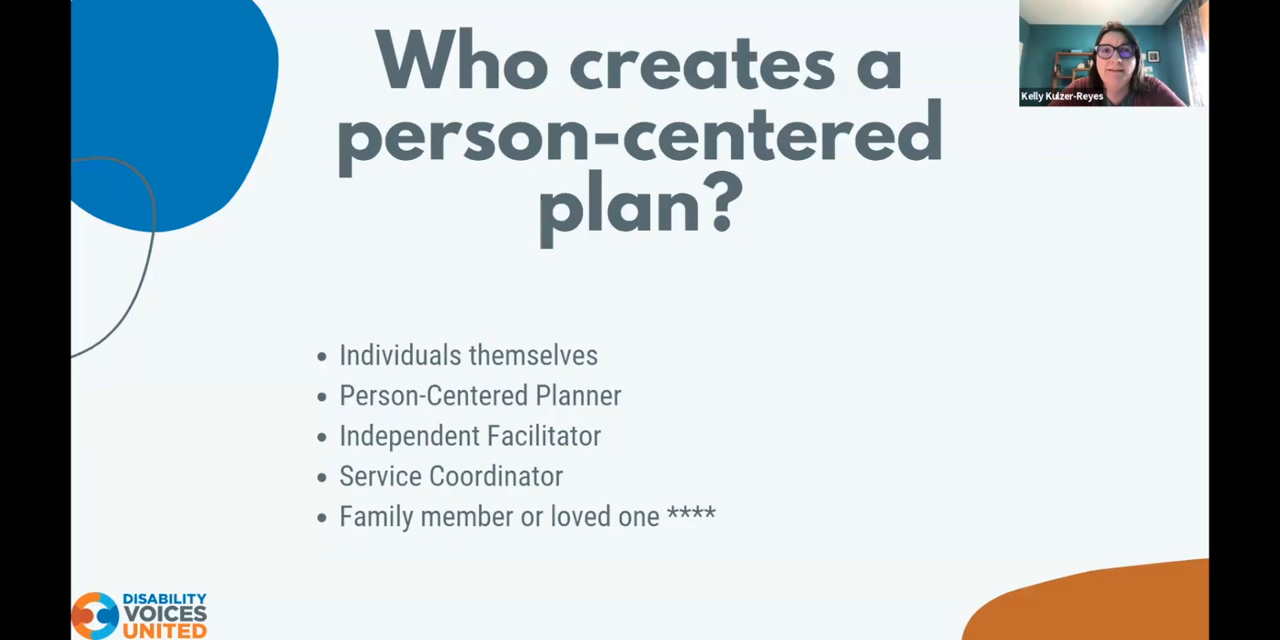 Who creates a
person-centered
plan?
Kelly Kulzer-Reyes
• Individuals themselves
• Person-Centered Planner
• Independent Facilitator
• Service Coordinator
• Family member or loved one ****
DISABILITY
VOICES
UNITED